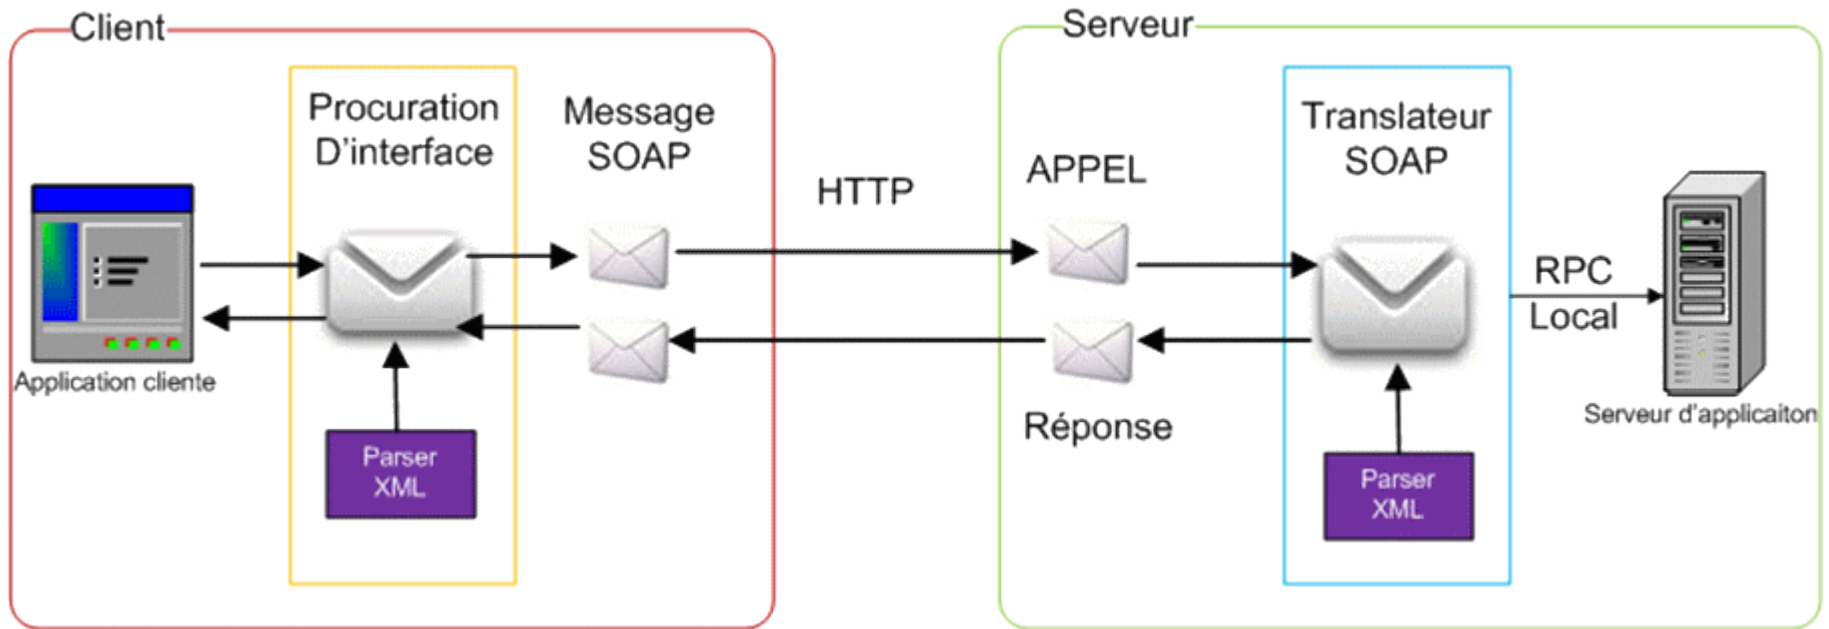 Client
Serveur
Procuration
D'interface
Message
SOAP
HTTP
APPEL
Translateur
SOAP
RPC
Local
Application cliente
Serveur d'applicaiton
Réponse
Parser
XML
Parser
XML